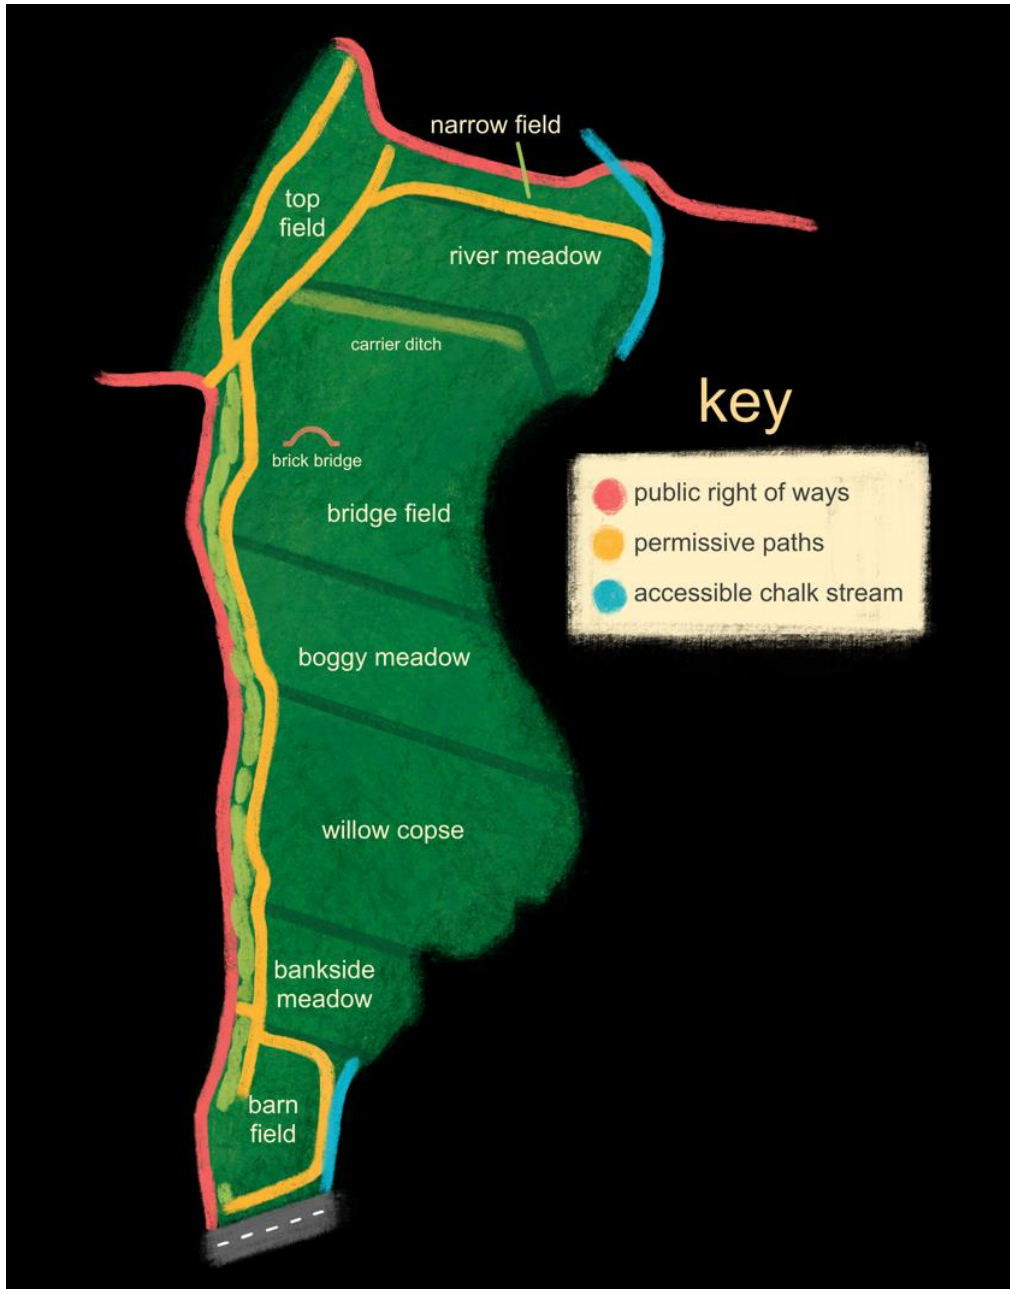 narrow field
top
field
river meadow
carrier ditch
key
brick bridge
public right of ways
bridge field
permissive paths
accessible chalk stream
boggy meadow
willow copse
bankside
meadow
barn
field